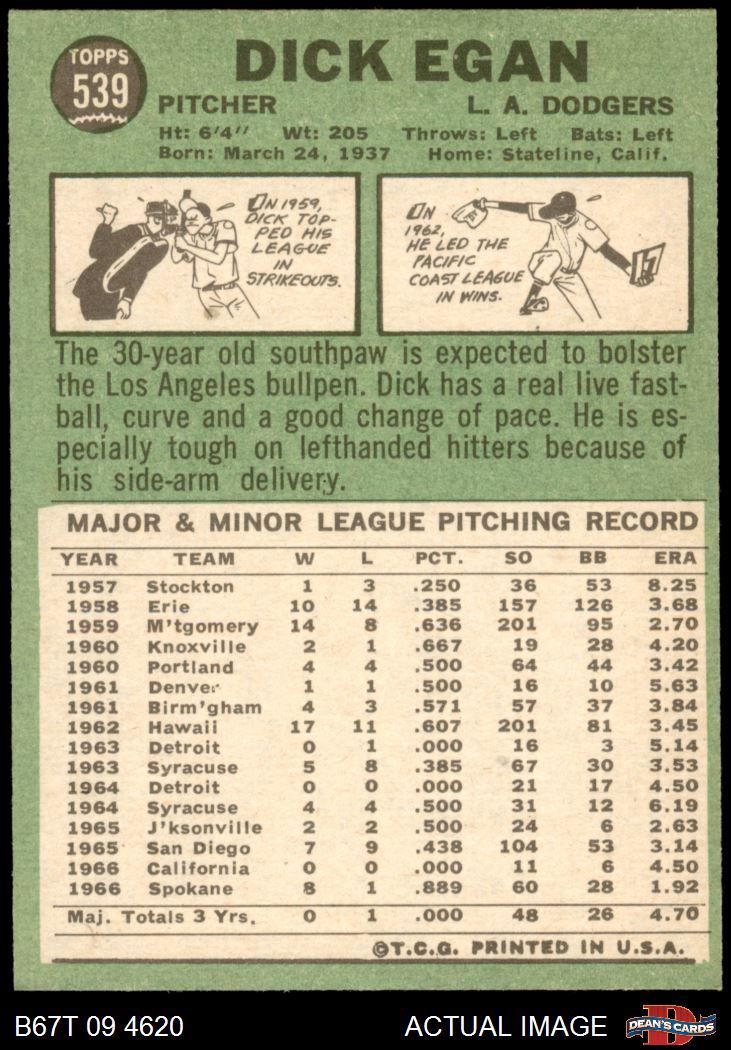 TOPPS
539
DICK EGAN
PITCHER L. A. DODGERS
Ht: 6'4'' Wt: 205 Throws: Left Bats: Left
Born: March 24, 1937 Home: Stateline, Calif.
IN 1959,
DICK TOP-
PED HIS
LEAGUE
IN
STRIKEOUTS.
IN
1962,
HE LED THE
PACIFIC
COAST LEAGUE
IN WINS.
17
The 30-year old southpaw is expected to bolster
the Los Angeles bullpen. Dick has a real live fast-
ball, curve and a good change of pace. He is es-
pecially tough on lefthanded hitters because of
his side-arm delivery.
MAJOR & MINOR LEAGUE PITCHING RECORD
YEAR TEAM W L PCT. SO BB ERA
1957 Stockton 1 3 .250 36 53 8.25
1958 Erie 10 14 .385 157 126 3.68
1959 M'tgomery 14 8 .636 201 95 2.70
1960 Knoxville 2 1 .667 19 28 4.20
1960 Portland 4 4 .500 64 44 3.42
1961 Denver 1 1 .500 16 10 5.63
1961 Birm'gham 4 3 .571 57 37 3.84
1962 Hawaii 17 11 .607 201 81 3.45
1963 Detroit 0 1 .000 16 3 5.14
1963 Syracuse 5 8 .385 67 30 3.53
1964 Detroit 0 0 .000 21 17 4.50
1964 Syracuse 4 4 .500 31 12 6.19
1965 J'ksonville 2 2 .500 24 6 2.63
1965 San Diego 7 9 .438 104 53 3.14
1966 California 0 0 .000 11 6 4.50
1966 Spokane 8 1 .889 60 28 1.92
Maj. Totals 3 Yrs. 0 1 .000 48 26 4.70
©T.C.G. PRINTED IN U.S.A.
B67T 09 4620 ACTUAL IMAGE DEAN'S CARDS